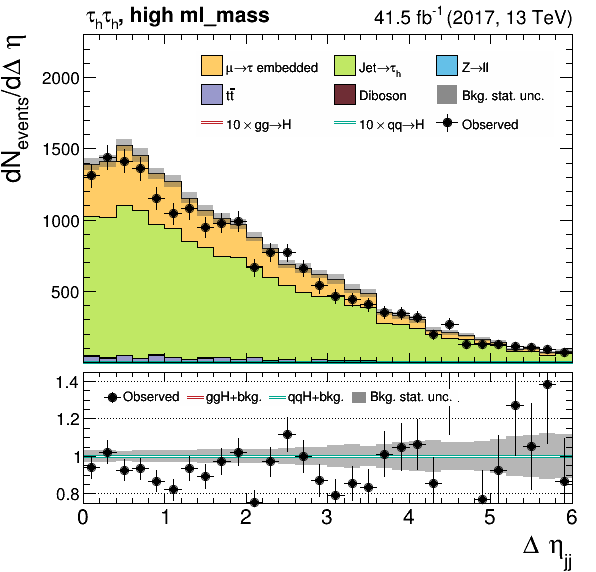 τhτh, high ml_mass 41.5 fb⁻¹ (2017, 13 TeV)
dNevents/dΔ η
2000
1500
1000
500
μ→τ embedded Jet→τh Z→ll
tt̄ Diboson Bkg. stat. unc.
10 × gg→H 10 × qq→H Observed
1.4
1.2
1
0.8
Observed ggH+bkg. qqH+bkg. Bkg. stat. unc.
0 1 2 3 4 5 6
Δ ηjj